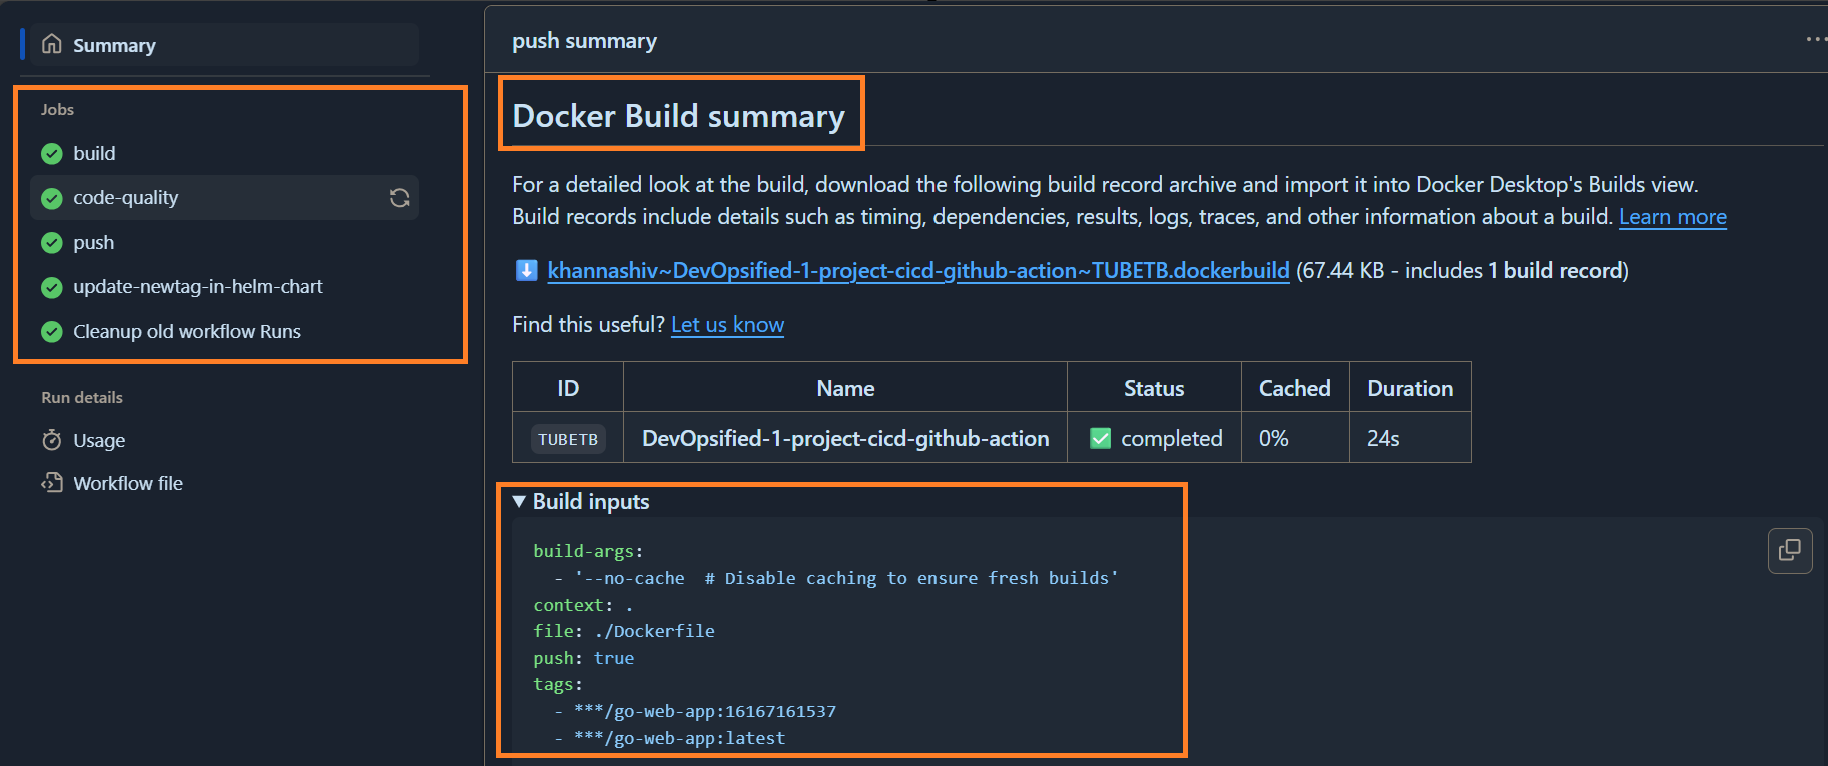 Summary
Jobs
build
code-quality
push
update-newtag-in-helm-chart
Cleanup old workflow Runs
Run details
Usage
Workflow file
push summary
Docker Build summary
For a detailed look at the build, download the following build record archive and import it into Docker Desktop's Builds view.
Build records include details such as timing, dependencies, results, logs, traces, and other information about a build. Learn more
khannashiv~DevOpsified-1-project-cicd-github-action~TUBETB.dockerbuild (67.44 KB - includes 1 build record)
Find this useful? Let us know
ID Name Status Cached Duration
TUBETB DevOpsified-1-project-cicd-github-action completed 0% 24s
Build inputs
build-args:
- '--no-cache # Disable caching to ensure fresh builds'
context: .
file: ./Dockerfile
push: true
tags:
- ***/go-web-app:16167161537
- ***/go-web-app:latest